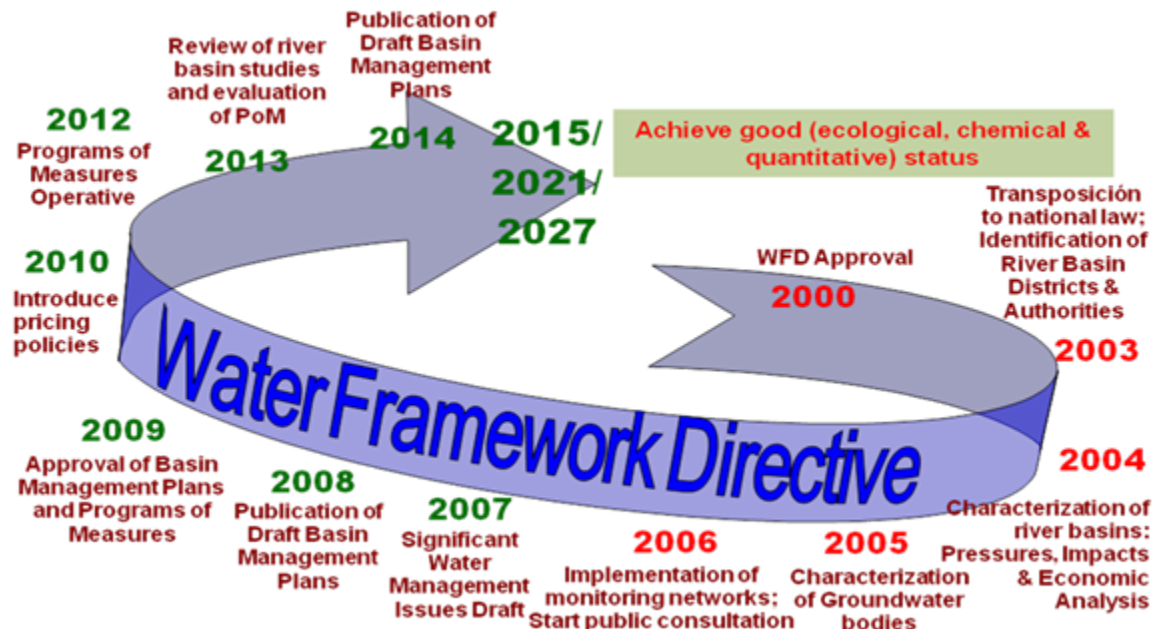 Publication of
Draft Basin
Management
Plans
Review of river
basin studies
and evaluation
of PoM
2012
Programs of
Measures
Operative
2013
2014
2015/
2021/
2027
Achieve good (ecological, chemical &
quantitative) status
Transposición
to national law;
Identification of
River Basin
Districts &
Authorities
WFD Approval
2000
2003
2010
Introduce
pricing
policies
Water Framework Directive
2009
Approval of Basin
Management Plans
and Programs of
Measures
2008
Publication of
Draft Basin
Management
Plans
2007
Significant
Water
Management
Issues Draft
2006
Implementation of
monitoring networks;
Start public consultation
2005
Characterization
of Groundwater
bodies
2004
Characterization of
river basins:
Pressures, Impacts
& Economic
Analysis